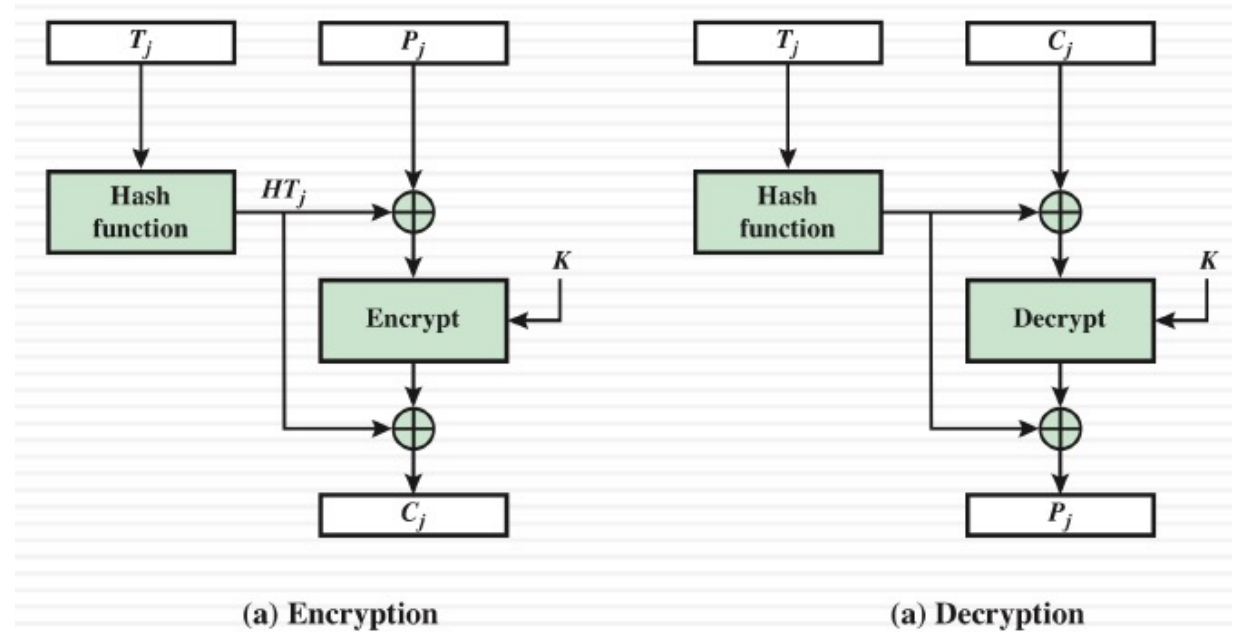 T_j
P_j
Hash
function
HT_j
K
Encrypt
C_j
(a) Encryption
T_j
C_j
Hash
function
K
Decrypt
P_j
(a) Decryption